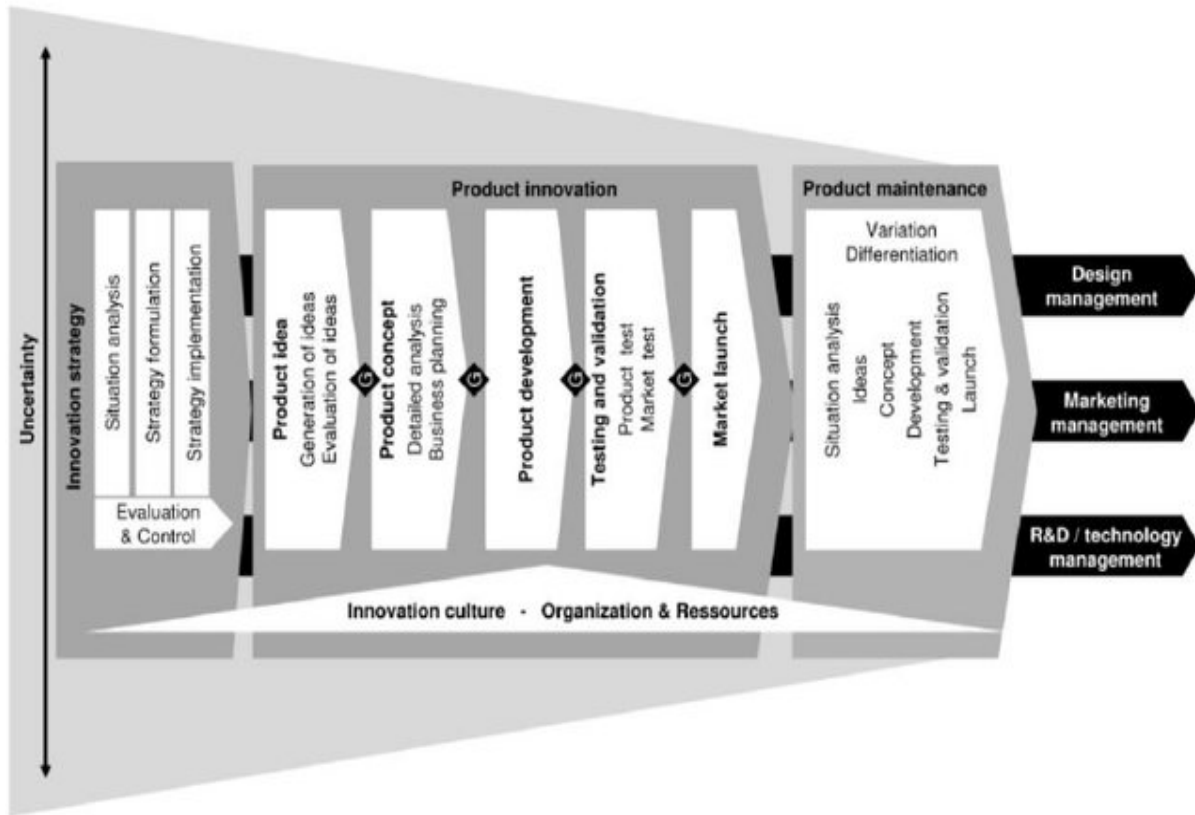 Uncertainty
Innovation strategy
Situation analysis
Strategy formulation
Strategy implementation
Evaluation
& Control
Product innovation
Product idea
Generation of ideas
Evaluation of ideas
G
Product concept
Detailed analysis
Business planning
G
Product development
G
Testing and validation
Product test
Market test
G
Market launch
Product maintenance
Variation
Differentiation
Situation analysis
Ideas
Concept
Development
Testing & validation
Launch
Design
management
Marketing
management
R&D / technology
management
Innovation culture - Organization & Ressources